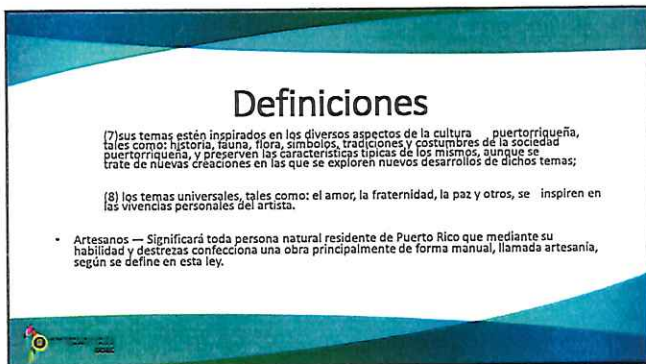 Definiciones
(7)sus temas estén inspirados en los diversos aspectos de la cultura puertorriqueña,
tales como: historia, fauna, flora, símbolos, tradiciones y costumbres de la sociedad
puertorriqueña, y preserven las características típicas de los mismos, aunque se
trate de nuevas creaciones en las que se exploren nuevos desarrollos de dichos temas;
(8) los temas universales, tales como: el amor, la fraternidad, la paz y otros, se inspiren en
las vivencias personales del artista.
• Artesanos — Significará toda persona natural residente de Puerto Rico que mediante su
habilidad y destrezas confecciona una obra principalmente de forma manual, llamada artesanía,
según se define en esta ley.